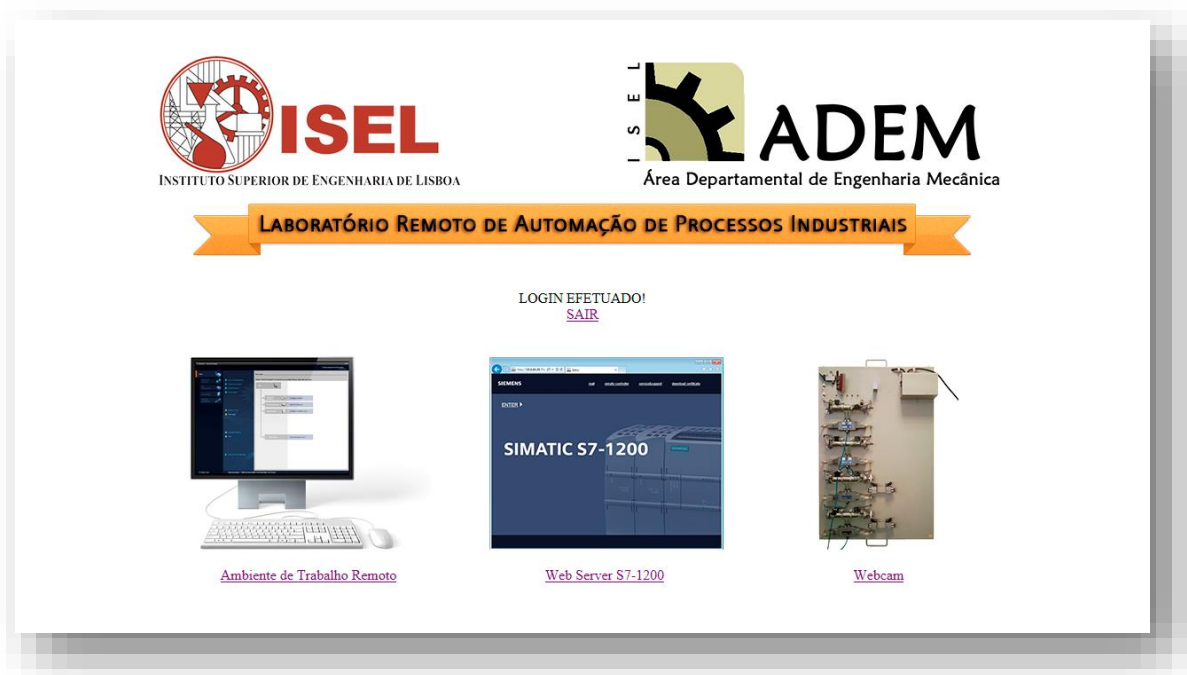 ISEL
INSTITUTO SUPERIOR DE ENGENHARIA DE LISBOA
I S E L
ADEM
Área Departamental de Engenharia Mecânica
LABORATÓRIO REMOTO DE AUTOMAÇÃO DE PROCESSOS INDUSTRIAIS
LOGIN EFETUADO!
SAIR
SIEMENS
ENTER
SIMATIC S7-1200
Ambiente de Trabalho Remoto
Web Server S7-1200
Webcam